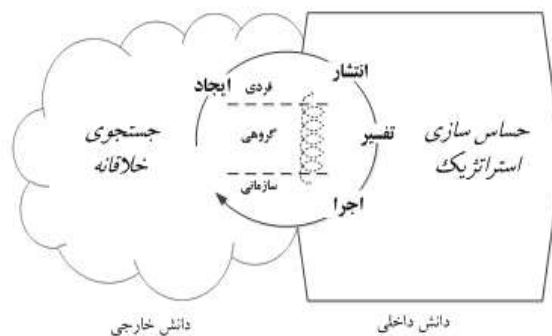 انتشار
ایجاد
فردی
تفسیر
گروهی
جستجوی
خلاقانه
حساس سازی
استراتژیک
سازمانی
اجرا
دانش داخلی
دانش خارجی